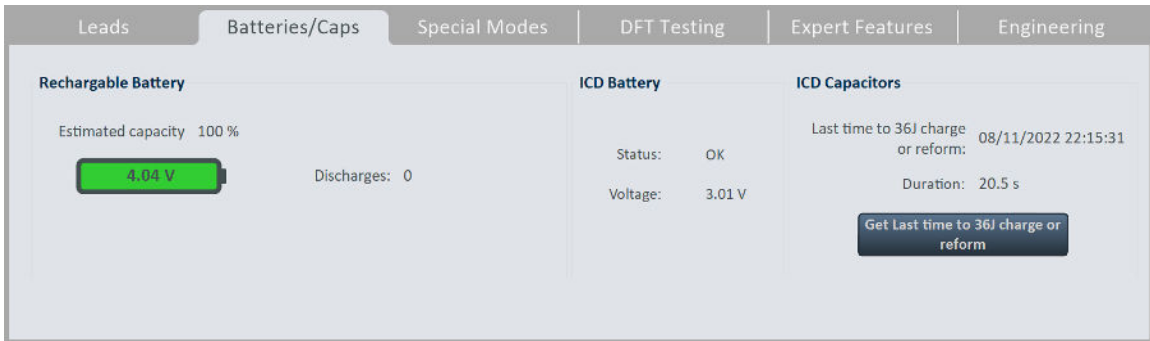 Leads Batteries/Caps Special Modes DFT Testing Expert Features Engineering
Rechargable Battery
Estimated capacity 100 %
4.04 V
Discharges: 0
ICD Battery
Status: OK
Voltage: 3.01 V
ICD Capacitors
Last time to 36J charge
or reform:
08/11/2022 22:15:31
Duration: 20.5 s
Get Last time to 36J charge or
reform